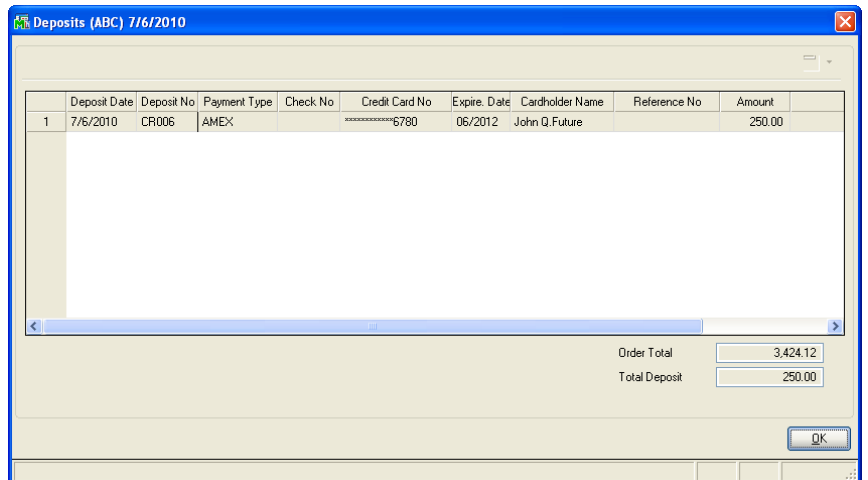 Deposits (ABC) 7/6/2010
Deposit Date Deposit No Payment Type Check No Credit Card No Expire. Date Cardholder Name Reference No Amount
1 7/6/2010 CR006 AMEX ************6780 06/2012 John Q.Future 250.00
Order Total 3,424.12
Total Deposit 250.00
OK